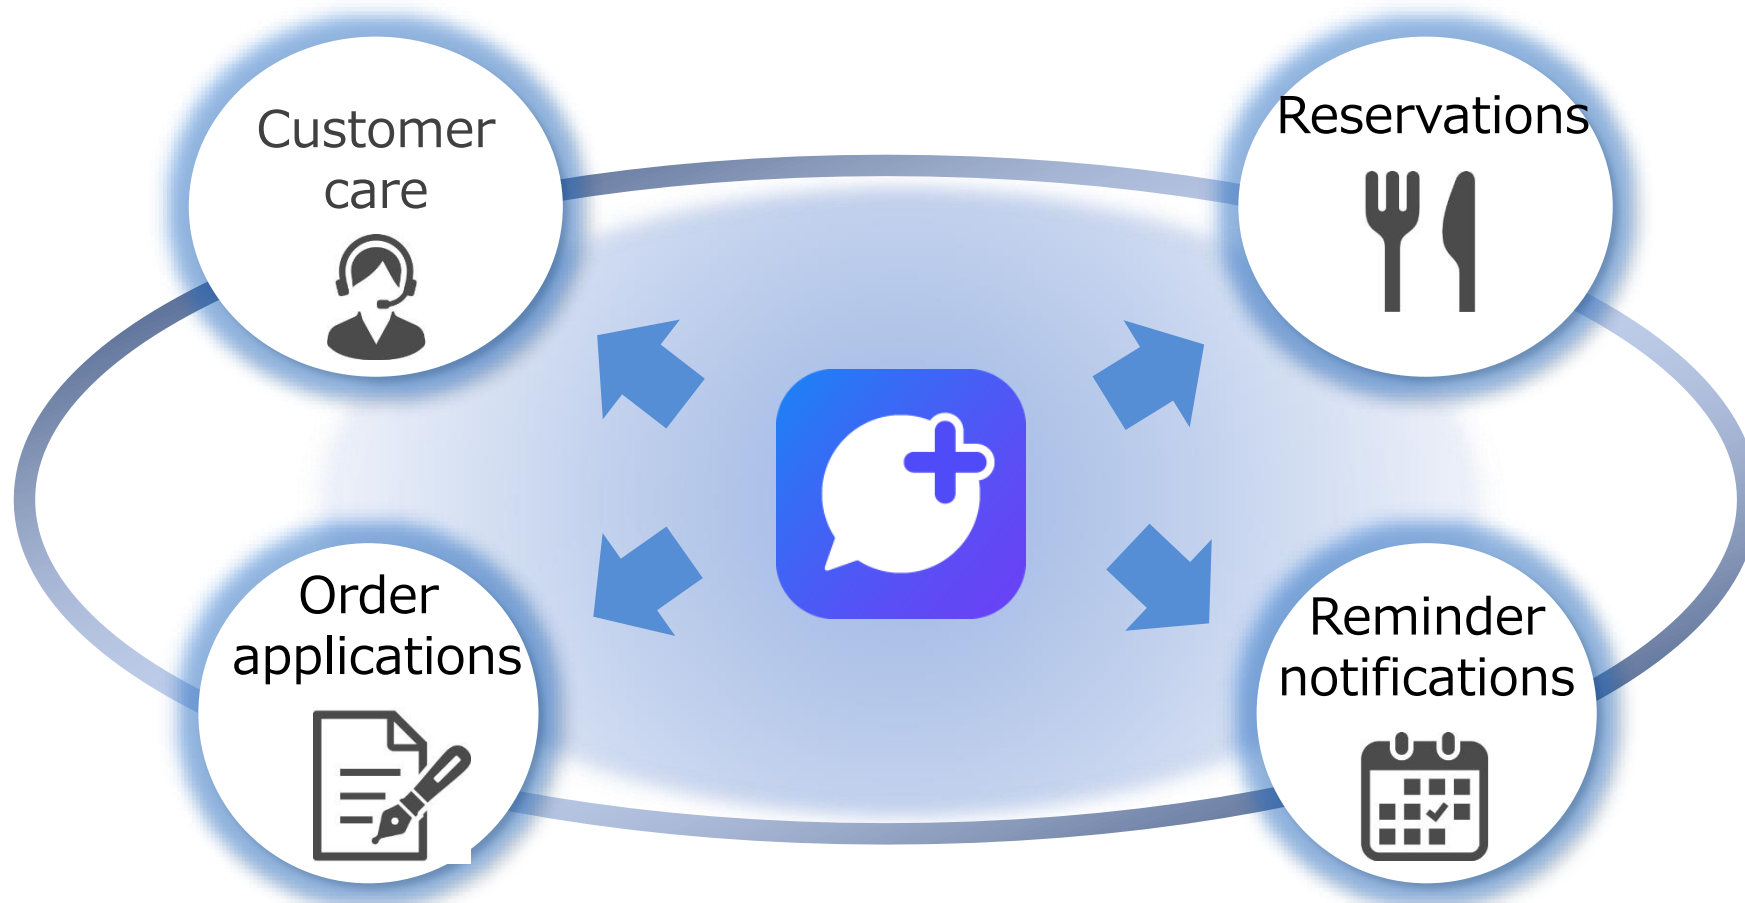 Customer
care
Reservations
Order
applications
Reminder
notifications